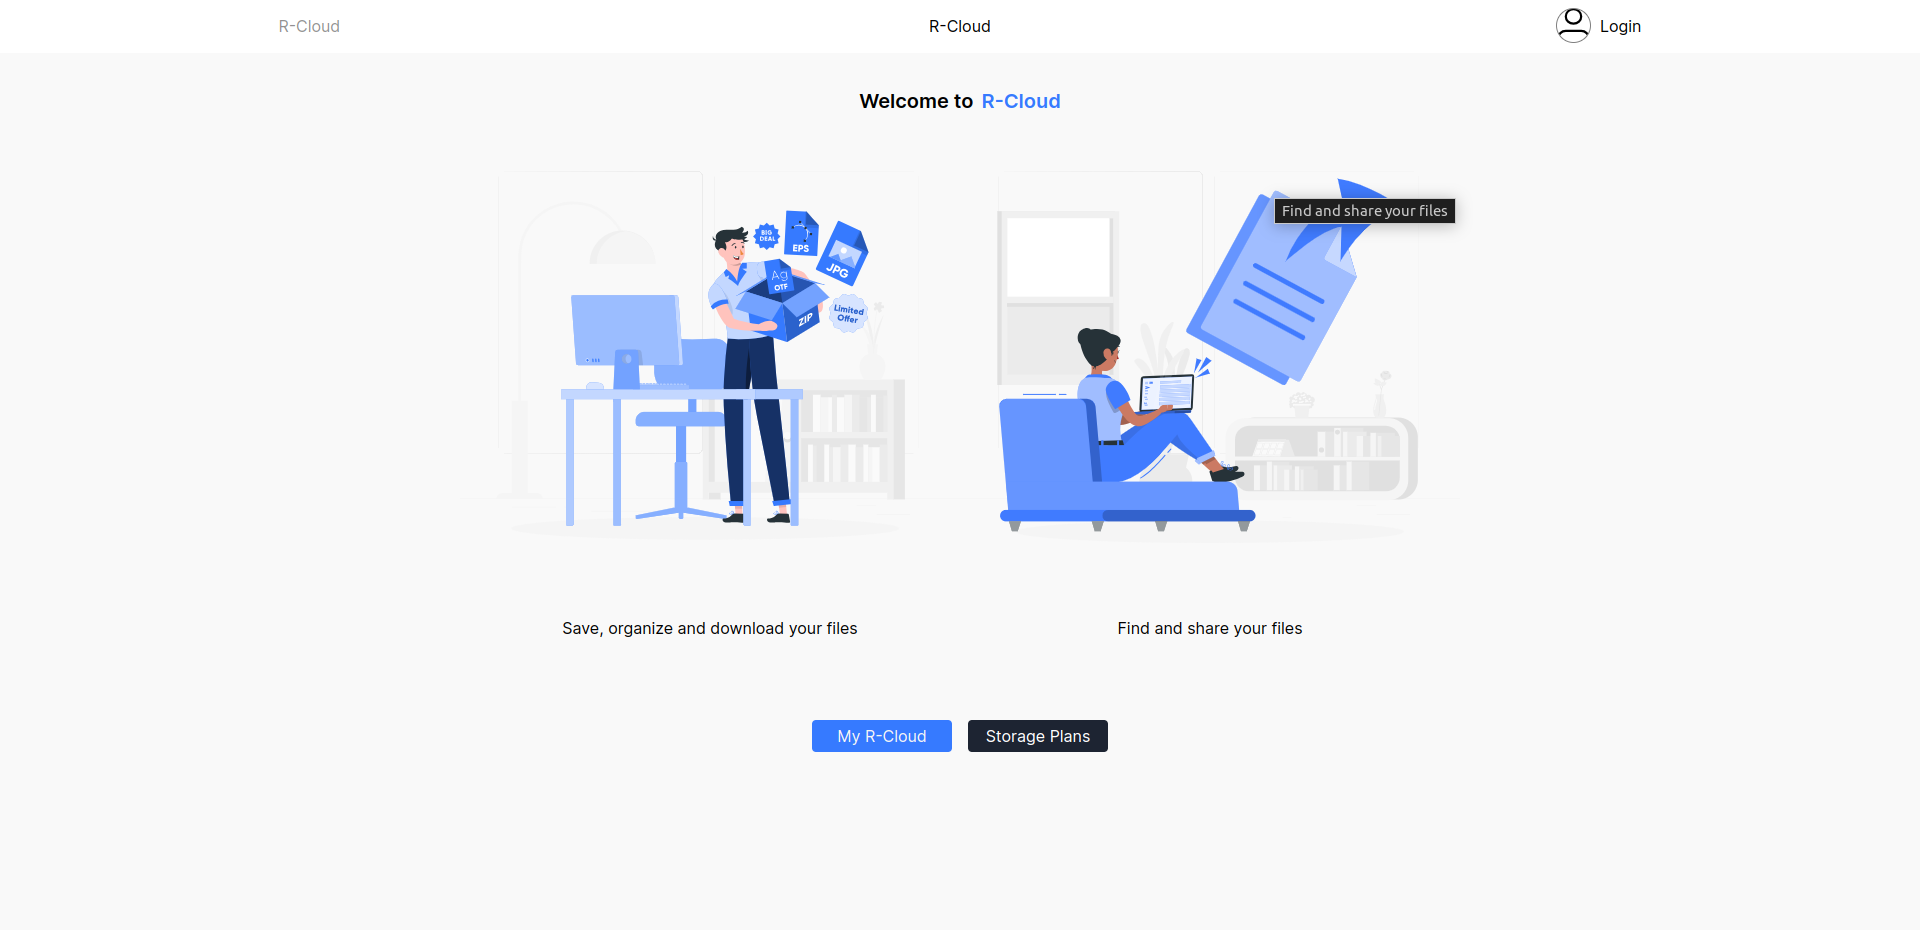 R-Cloud
R-Cloud
Login
Welcome to R-Cloud
BIG
DEAL
EPS
JPG
Ag
OTF
ZIP
Limited
Offer
Find and share your files
Save, organize and download your files
Find and share your files
My R-Cloud
Storage Plans